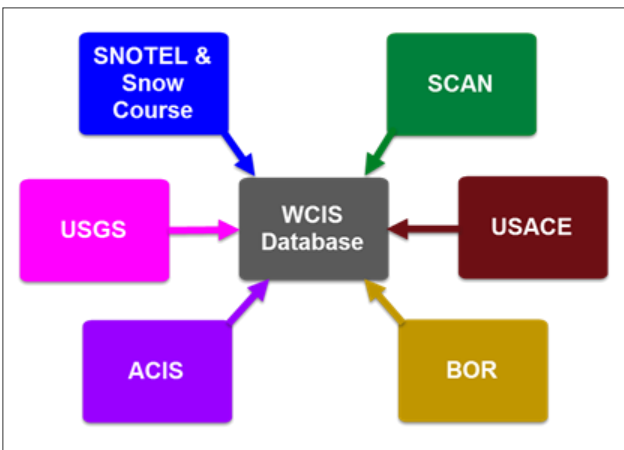 SNOTEL &
Snow
Course
SCAN
USGS
WCIS
Database
USACE
ACIS
BOR